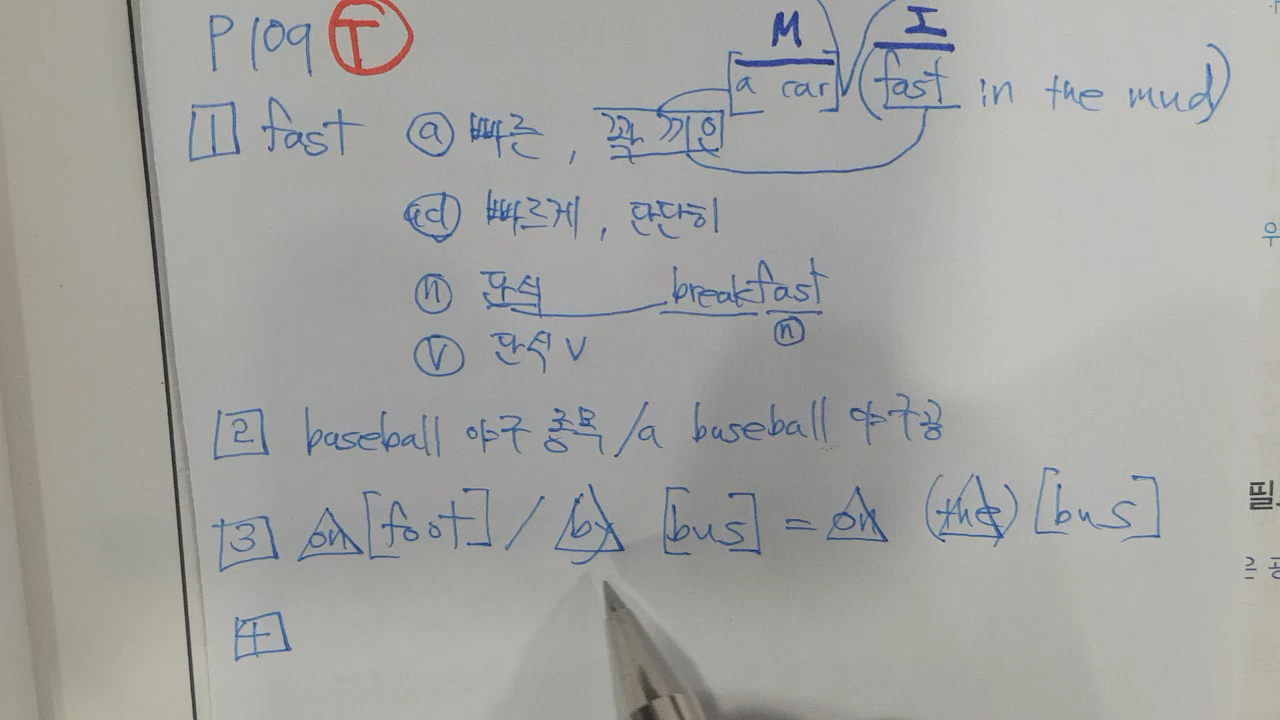 P109 Ⓣ
M I
[a car] (fast in the mud)
1 fast ⓐ 빠른, 꽉 끼인
ad 빠르게, 단단히
ⓝ 단식 breakfast
ⓝ
ⓥ 단식 V
2 baseball 야구 종목 / a baseball 야구공
3 on [foot] / by [bus] = on (the) [bus]
4
우
필